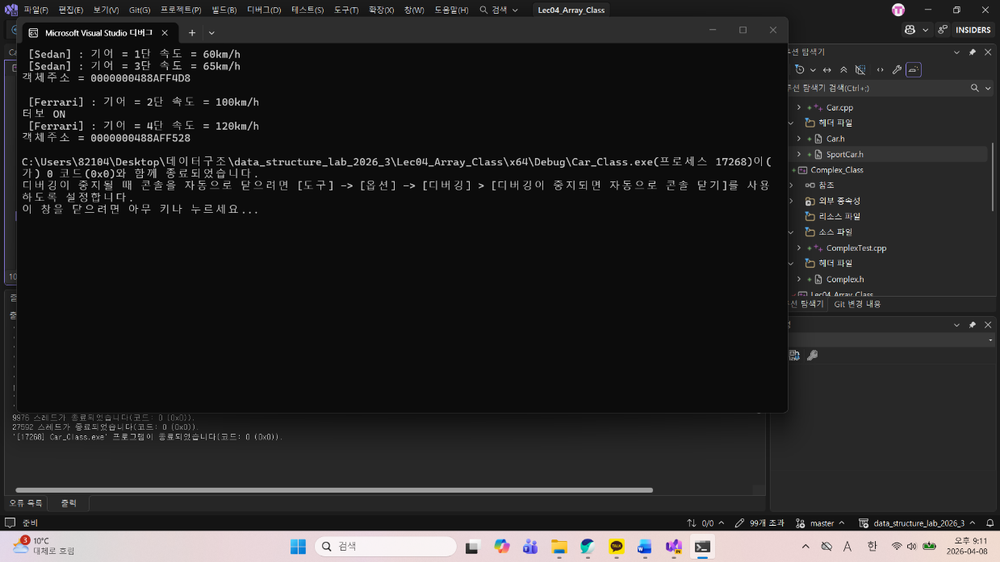 파일(F) 편집(E) 보기(V) Git(G) 프로젝트(P) 빌드(B) 디버그(D) 테스트(S) 도구(T) 확장(X) 창(W) 도움말(H) 검색 Lec04_Array_Class
INSIDERS
Microsoft Visual Studio 디버그
[Sedan] : 기어 = 1단 속도 = 60km/h
[Sedan] : 기어 = 3단 속도 = 65km/h
객체주소 = 0000000488AFF4D8
[Ferrari] : 기어 = 2단 속도 = 100km/h
터보 ON
[Ferrari] : 기어 = 4단 속도 = 120km/h
객체주소 = 0000000488AFF528
C:\Users\82104\Desktop\데이터구조\data_structure_lab_2026_3\Lec04_Array_Class\x64\Debug\Car_Class.exe(프로세스 17268)이(
가) 0 코드(0x0)와 함께 종료되었습니다.
디버깅이 중지될 때 콘솔을 자동으로 닫으려면 [도구] -> [옵션] -> [디버깅] > [디버깅이 중지되면 자동으로 콘솔 닫기]를 사용
하도록 설정합니다.
이 창을 닫으려면 아무 키나 누르세요...
탐색기
탐색기 검색(Ctrl+;)
Car.cpp
헤더 파일
Car.h
SportCar.h
Complex_Class
참조
외부 종속성
리소스 파일
소스 파일
ComplexTest.cpp
헤더 파일
Complex.h
Lec04_Array_Class
탐색기 Git 변경 내용
9976 스레드가 종료되었습니다(코드: 0 (0x0)).
27592 스레드가 종료되었습니다(코드: 0 (0x0)).
'[17268] Car_Class.exe' 프로그램이 종료되었습니다(코드: 0 (0x0)).
오류 목록 출력
준비
0/0 99개 조과 master data_structure_lab_2026_3
3
10°C
대체로 흐림
검색
A 한
오후 9:11
2026-04-08